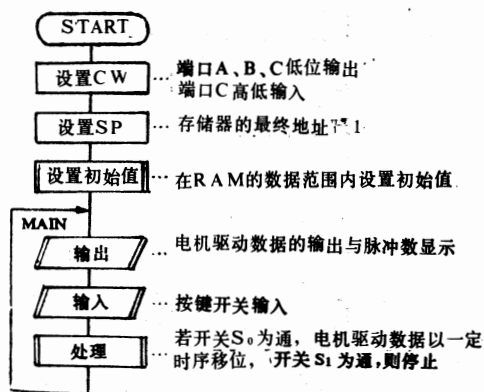 START
设置CW … 端口A、B、C低位输出
端口C高低输入
设置SP … 存储器的最终地址 1
设置初始值 … 在RAM的数据范围内设置初始值
MAIN
输出 … 电机驱动数据的输出与脉冲数显示
输入 … 按键开关输入
处理 … 若开关S₀为通，电机驱动数据以一定
时序移位，开关S₁为通，则停止